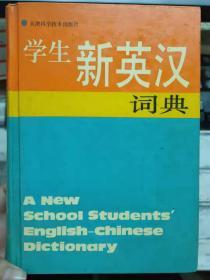 天津科学技术出版社
学生
新英汉
词典
A New
School Students'
English-Chinese
Dictionary